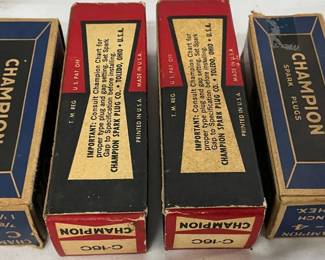 CHAMPION
CHAMPION
T. M. REG
U.S. PAT. OFF
IMPORTANT: Consult Champion Chart for
proper type plug and gap setting. Set Spark
Gap to Specification before installing.
CHAMPION SPARK PLUG CO. • TOLEDO, OHIO • U.S.A.
PRINTED IN U.S.A.
MADE IN U.S.A.
C-16C
T. M. REG
U.S. PAT. OFF
IMPORTANT: Consult Champion Chart for
proper type plug and gap setting. Set Spark
Gap to Specification before installing.
CHAMPION SPARK PLUG CO. • TOLEDO, OHIO • U.S.A.
PRINTED IN U.S.A.
MADE IN U.S.A.
C-16C
CHAMPION
SPARK
PLUGS
HEX